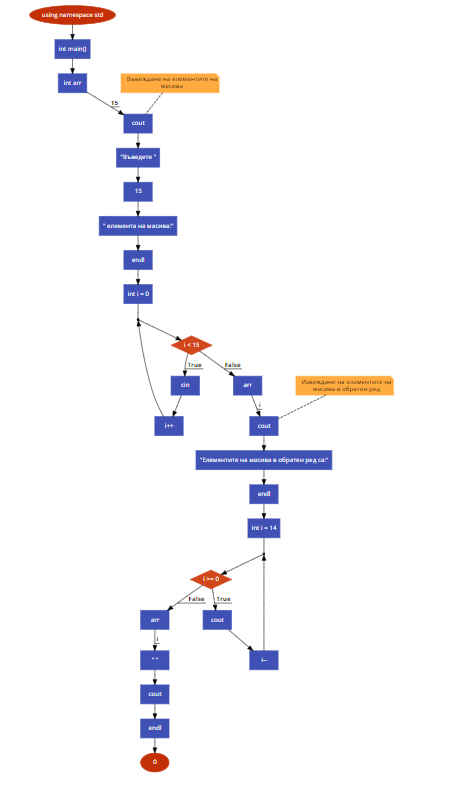 using namespace std
int main()
int arr
15
Въвеждане на елементите на
масива
cout
"Въведете "
15
" елемента на масива:"
endl
int i = 0
i < 15
True
False
cin
arr
Извеждане на елементите на
масива в обратен ред
i
i++
cout
"Елементите на масива в обратен ред са:"
endl
int i = 14
i >= 0
False
True
arr
cout
i
" "
i--
cout
endl
0